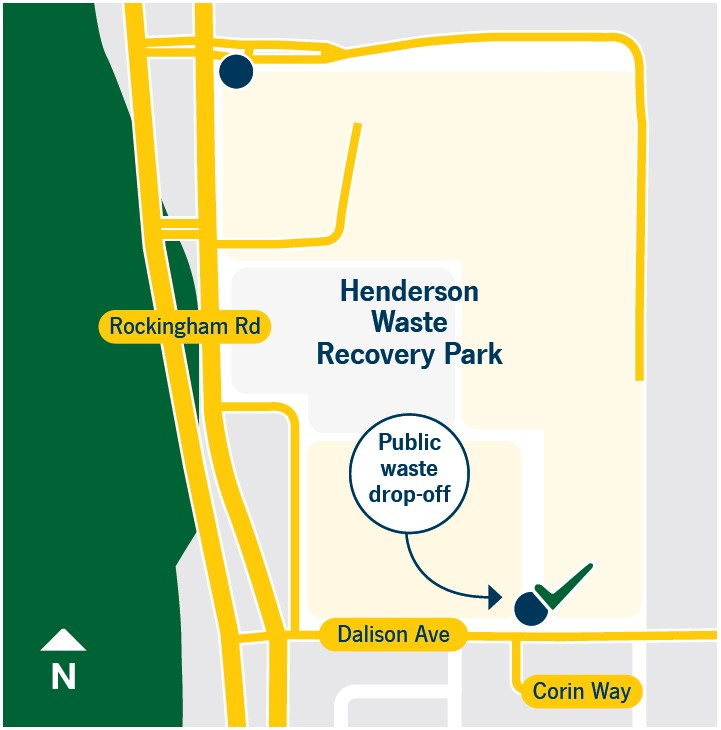 Henderson
Waste
Recovery Park
Rockingham Rd
Public
waste
drop-off
Dalison Ave
N
Corin Way